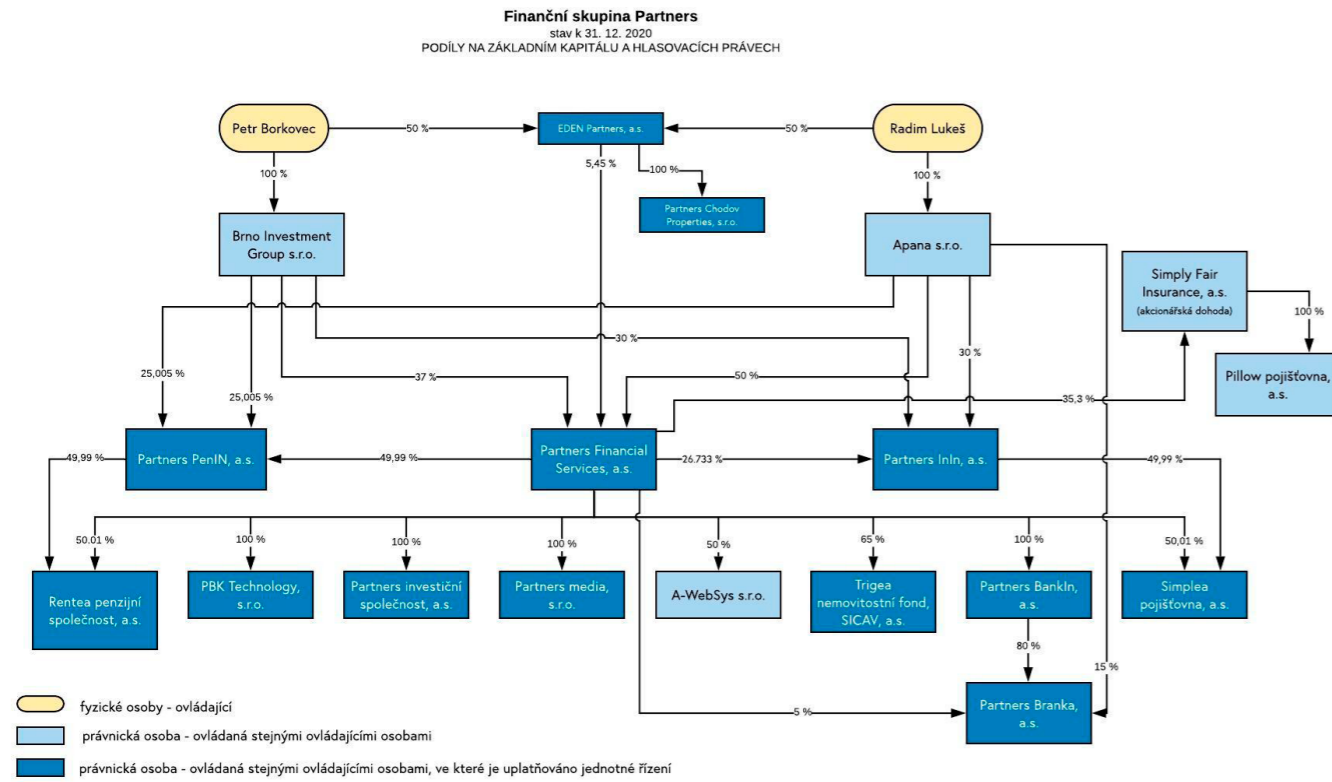 Finanční skupina Partners
stav k 31. 12. 2020
PODÍLY NA ZÁKLADNÍM KAPITÁLU A HLASOVACÍCH PRÁVECH
Petr Borkovec
50 %
EDEN Partners, a.s.
50 %
Radim Lukeš
100 %
5,45 %
100 %
100 %
Partners Chodov
Properties, s.r.o.
Brno Investment
Group s.r.o.
Apana s.r.o.
Simply Fair
Insurance, a.s.
(akcionářská dohoda)
100 %
30 %
30 %
Pillow pojišťovna,
a.s.
25,005 %
37 %
50 %
25,005 %
35,3 %
49,99 %
Partners PenIN, a.s.
49,99 %
Partners Financial
Services, a.s.
26.733 %
Partners InIn, a.s.
49,99 %
50.01 %
100 %
100 %
100 %
50 %
65 %
100 %
50,01 %
Rentea penzijní
společnost, a.s.
PBK Technology,
s.r.o.
Partners investiční
společnost, a.s.
Partners media,
s.r.o.
A-WebSys s.r.o.
Trigea
nemovitostní fond,
SICAV, a.s.
Partners BankIn,
a.s.
Simplea
pojišťovna, a.s.
80 %
15 %
5 %
Partners Branka,
a.s.
fyzické osoby - ovládající
právnická osoba - ovládaná stejnými ovládajícími osobami
právnická osoba - ovládaná stejnými ovládajícími osobami, ve které je uplatňováno jednotné řízení